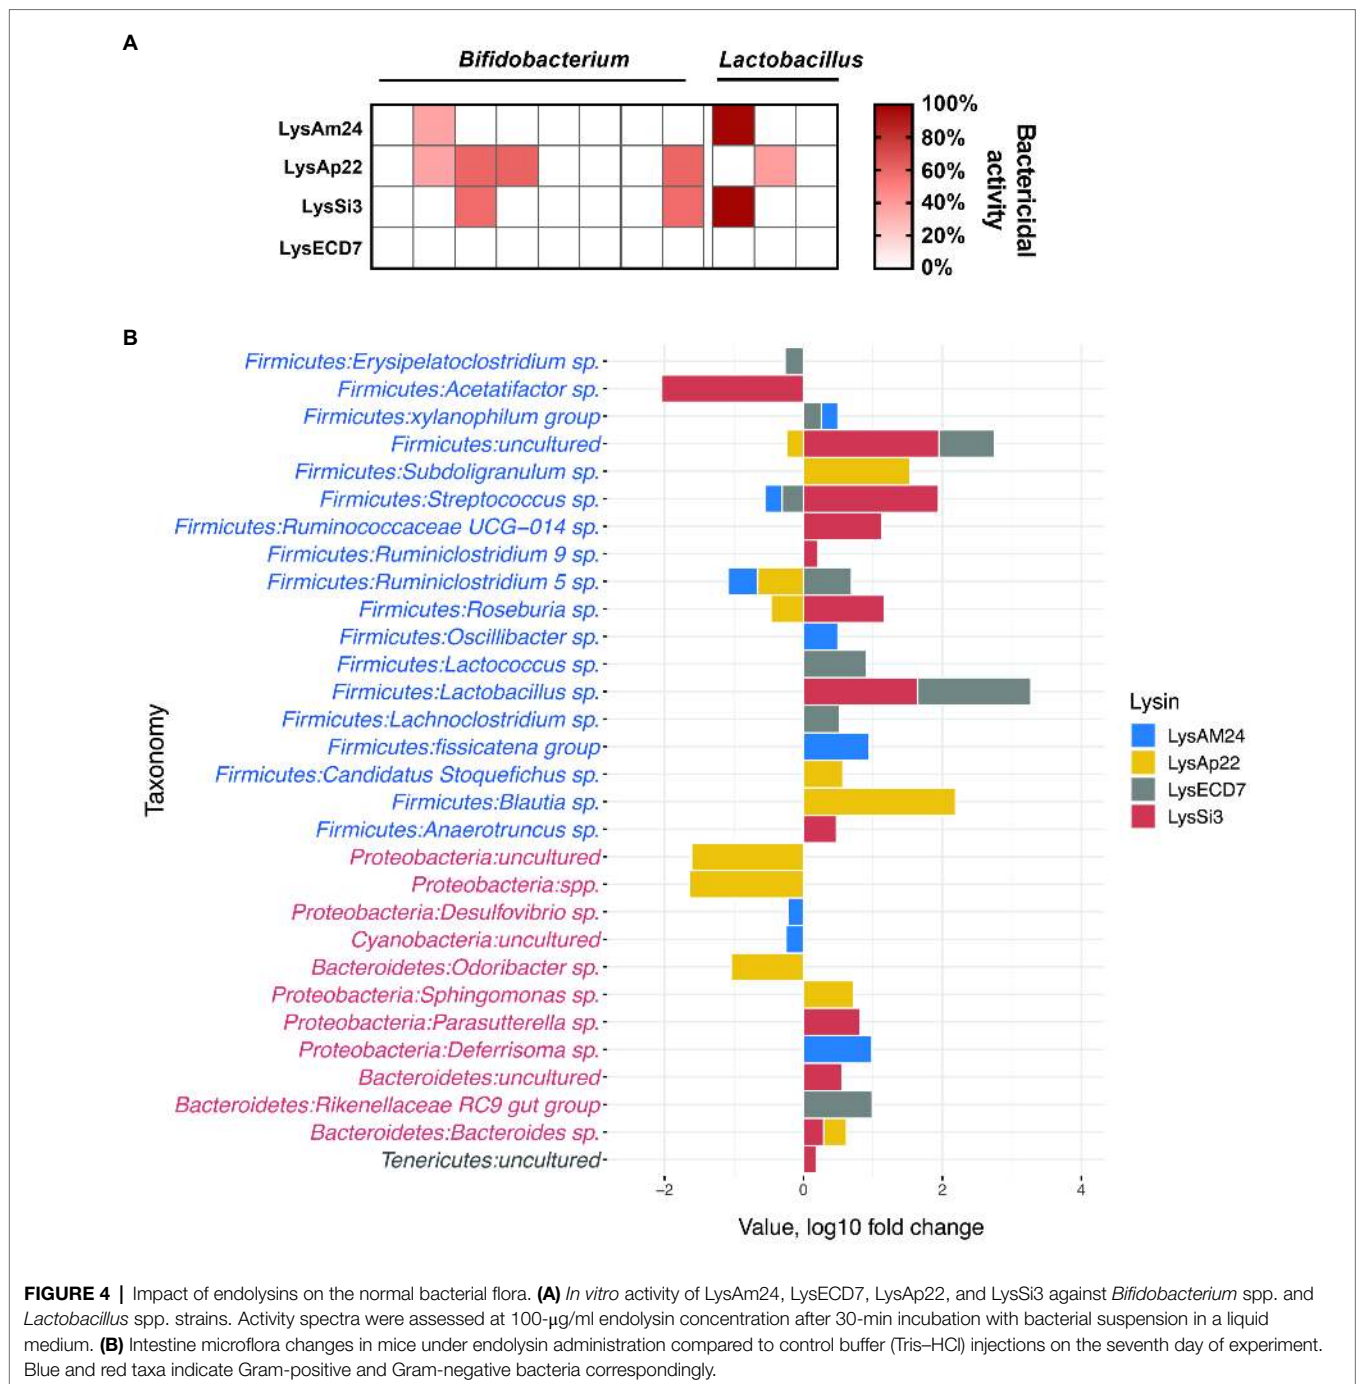 A
Bifidobacterium
Lactobacillus
LysAm24
LysAp22
LysSi3
LysECD7
100%
80%
60%
40%
20%
0%
Bactericidal
activity
B
Firmicutes:Erysipelatoclostridium sp.
Firmicutes:Acetatifactor sp.
Firmicutes:xylanophilum group
Firmicutes:uncultured
Firmicutes:Subdoligranulum sp.
Firmicutes:Streptococcus sp.
Firmicutes:Ruminococcaceae UCG−014 sp.
Firmicutes:Ruminiclostridium 9 sp.
Firmicutes:Ruminiclostridium 5 sp.
Firmicutes:Roseburia sp.
Firmicutes:Oscillibacter sp.
Firmicutes:Lactococcus sp.
Firmicutes:Lactobacillus sp.
Firmicutes:Lachnoclostridium sp.
Firmicutes:fissicatena group
Firmicutes:Candidatus Stoquefichus sp.
Firmicutes:Blautia sp.
Firmicutes:Anaerotruncus sp.
Proteobacteria:uncultured
Proteobacteria:spp.
Proteobacteria:Desulfovibrio sp.
Cyanobacteria:uncultured
Bacteroidetes:Odoribacter sp.
Proteobacteria:Sphingomonas sp.
Proteobacteria:Parasutterella sp.
Proteobacteria:Deferrisoma sp.
Bacteroidetes:uncultured
Bacteroidetes:Rikenellaceae RC9 gut group
Bacteroidetes:Bacteroides sp.
Tenericutes:uncultured
Taxonomy
−2
0
2
4
Value, log10 fold change
Lysin
LysAM24
LysAp22
LysECD7
LysSi3
FIGURE 4 | Impact of endolysins on the normal bacterial flora. (A) In vitro activity of LysAm24, LysECD7, LysAp22, and LysSi3 against Bifidobacterium spp. and
Lactobacillus spp. strains. Activity spectra were assessed at 100-μg/ml endolysin concentration after 30-min incubation with bacterial suspension in a liquid
medium. (B) Intestine microflora changes in mice under endolysin administration compared to control buffer (Tris–HCl) injections on the seventh day of experiment.
Blue and red taxa indicate Gram-positive and Gram-negative bacteria correspondingly.